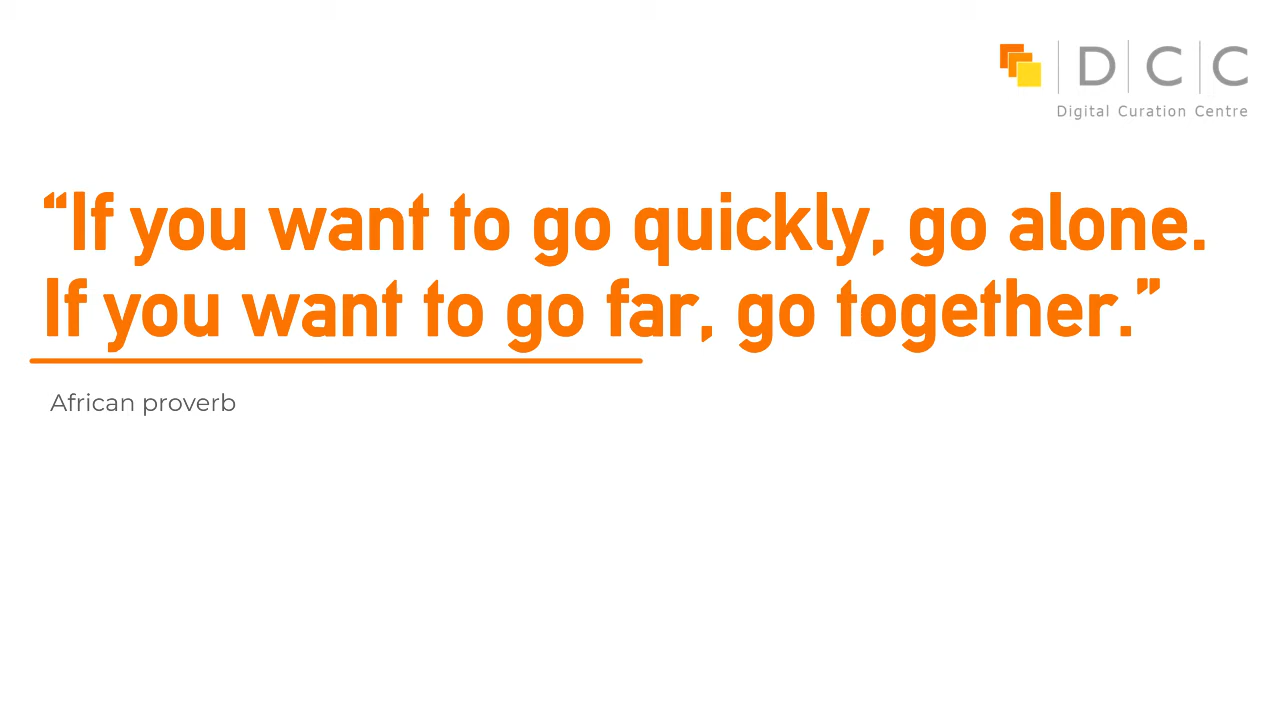 D C C
Digital Curation Centre
“If you want to go quickly, go alone.
If you want to go far, go together.”
African proverb